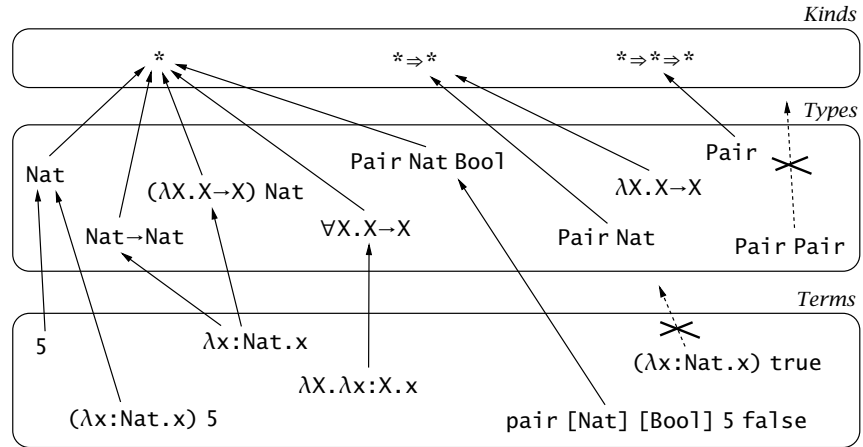 Kinds
*
*⇒*
*⇒*⇒*
Types
Nat
(λX.X→X) Nat
Pair Nat Bool
Pair
λX.X→X
Nat→Nat
∀X.X→X
Pair Nat
Pair Pair
Terms
5
λx:Nat.x
(λx:Nat.x) true
λX.λx:X.x
(λx:Nat.x) 5
pair [Nat] [Bool] 5 false